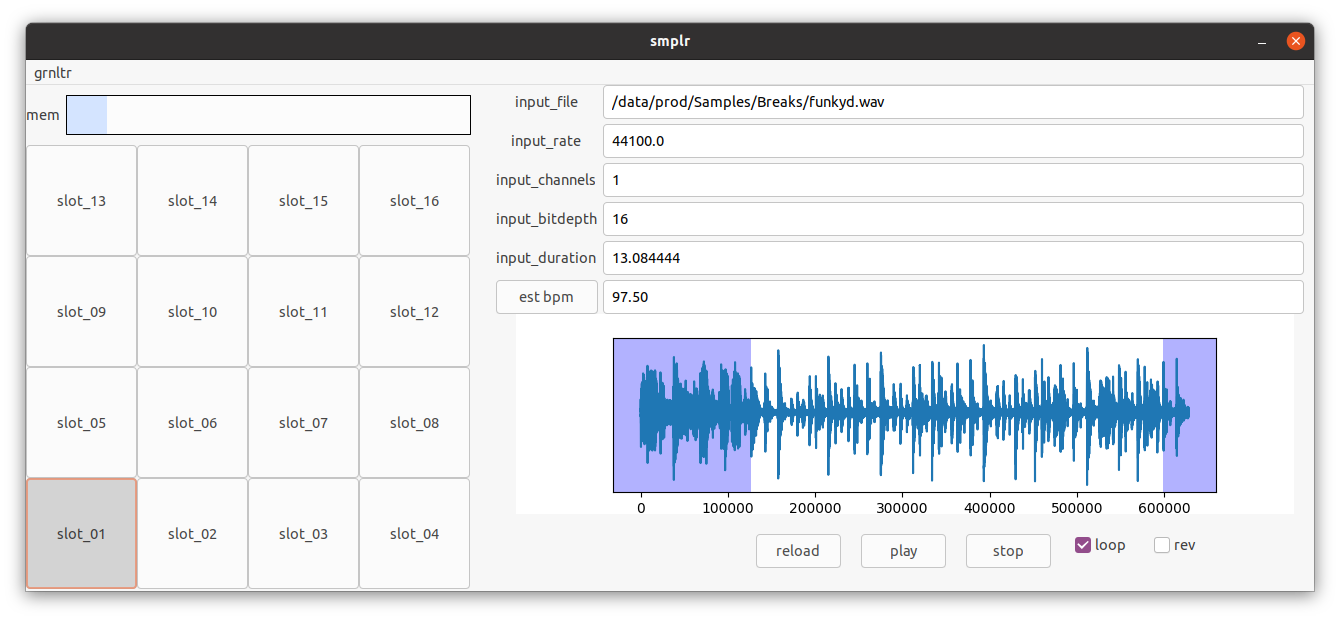 smplr
grnltr
mem
slot_13 slot_14 slot_15 slot_16
slot_09 slot_10 slot_11 slot_12
slot_05 slot_06 slot_07 slot_08
slot_01 slot_02 slot_03 slot_04
input_file /data/prod/Samples/Breaks/funkyd.wav
input_rate 44100.0
input_channels 1
input_bitdepth 16
input_duration 13.084444
est bpm 97.50
0 100000 200000 300000 400000 500000 600000
reload play stop loop rev